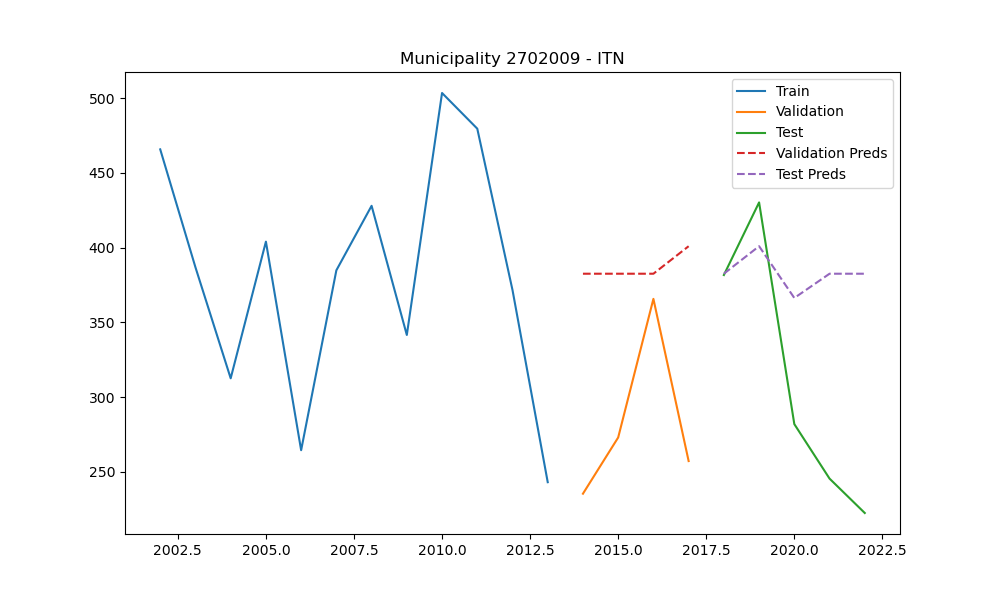 Municipality 2702009 - ITN
Train
Validation
Test
Validation Preds
Test Preds
500
450
400
350
300
250
2002.5 2005.0 2007.5 2010.0 2012.5 2015.0 2017.5 2020.0 2022.5